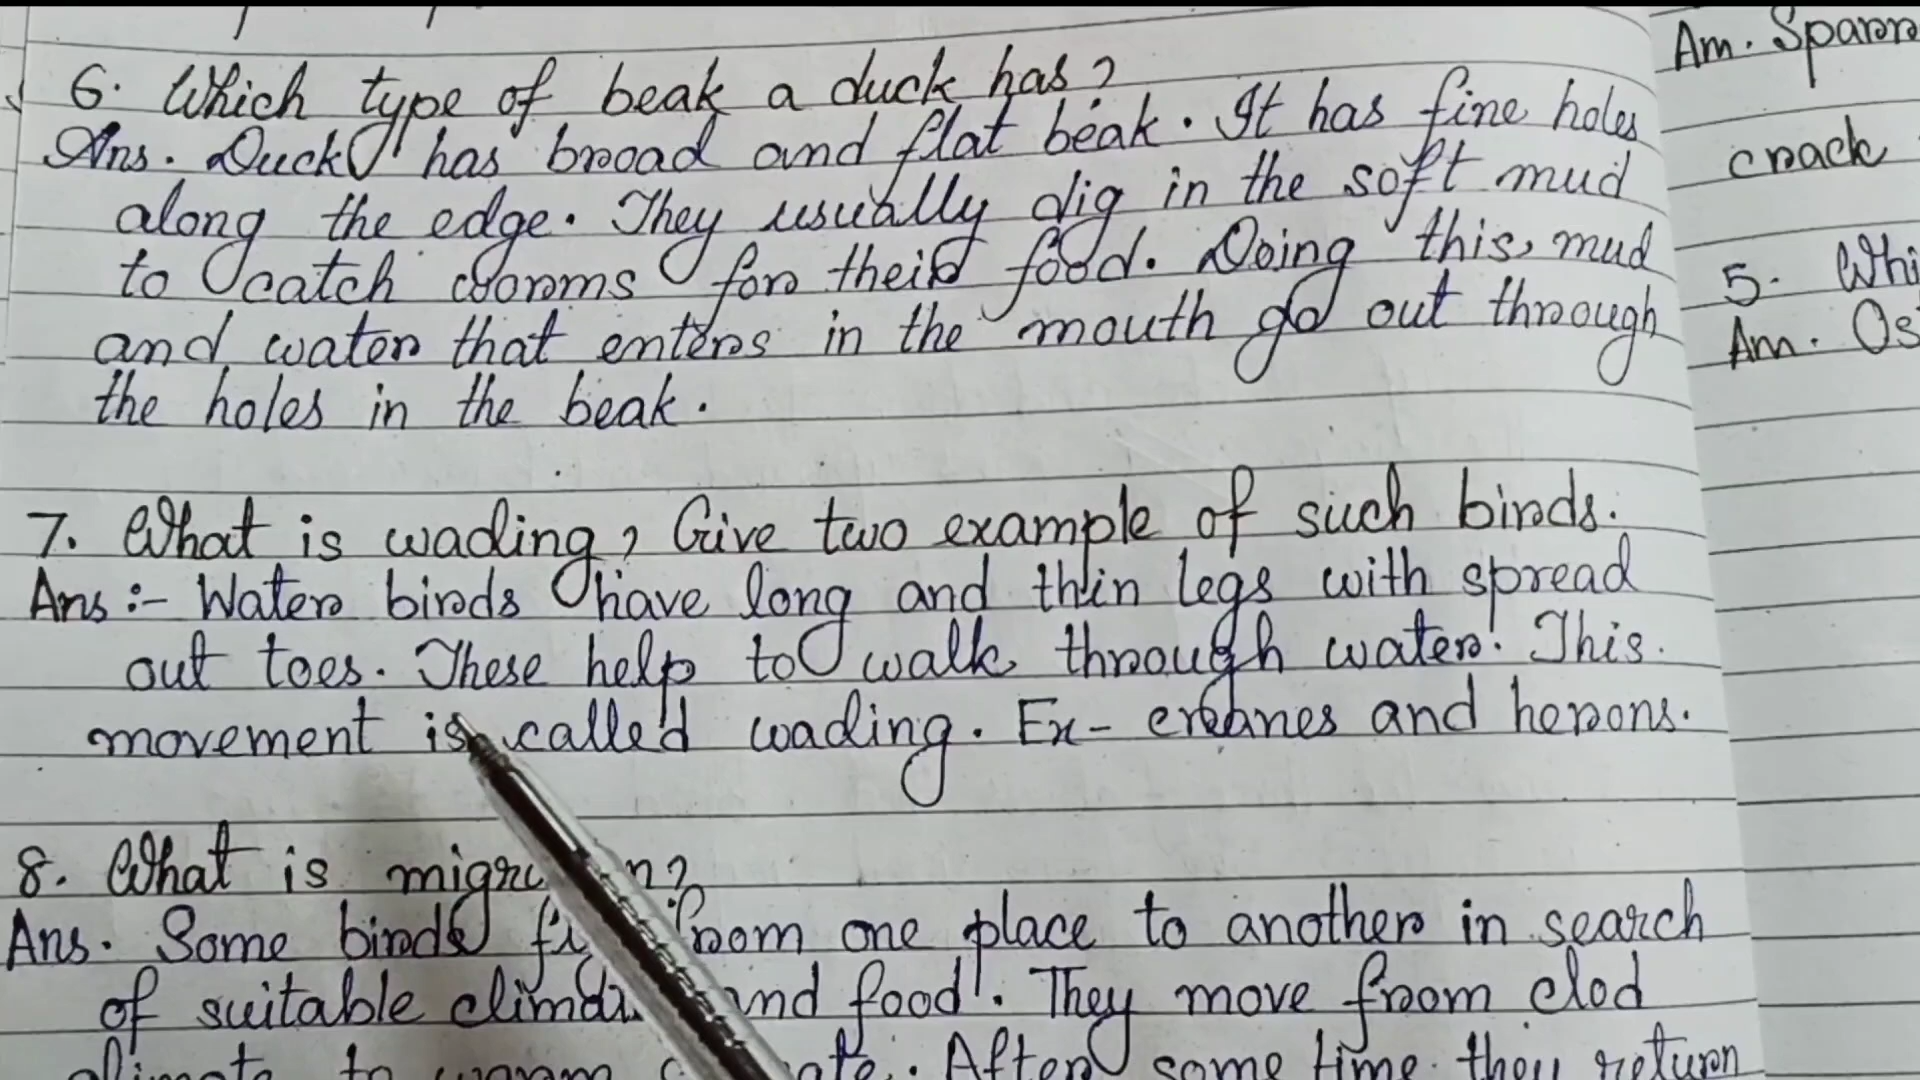 6. Which type of beak a duck has?
Ans. Duck has broad and flat beak. It has fine holes
along the edge. They usually dig in the soft mud
to catch worms for their food. Doing this, mud
and water that enters in the mouth go out through
the holes in the beak.
7. What is wading? Give two example of such birds.
Ans :- Water birds have long and thin legs with spread
out toes. These help to walk through water. This
movement is called wading. Ex- and herons.
8. What is
Ans. Some birds from one place to another in search
of suitable and food. They move from clod
to warm After some time they return
Am.
crack
5.
Am.